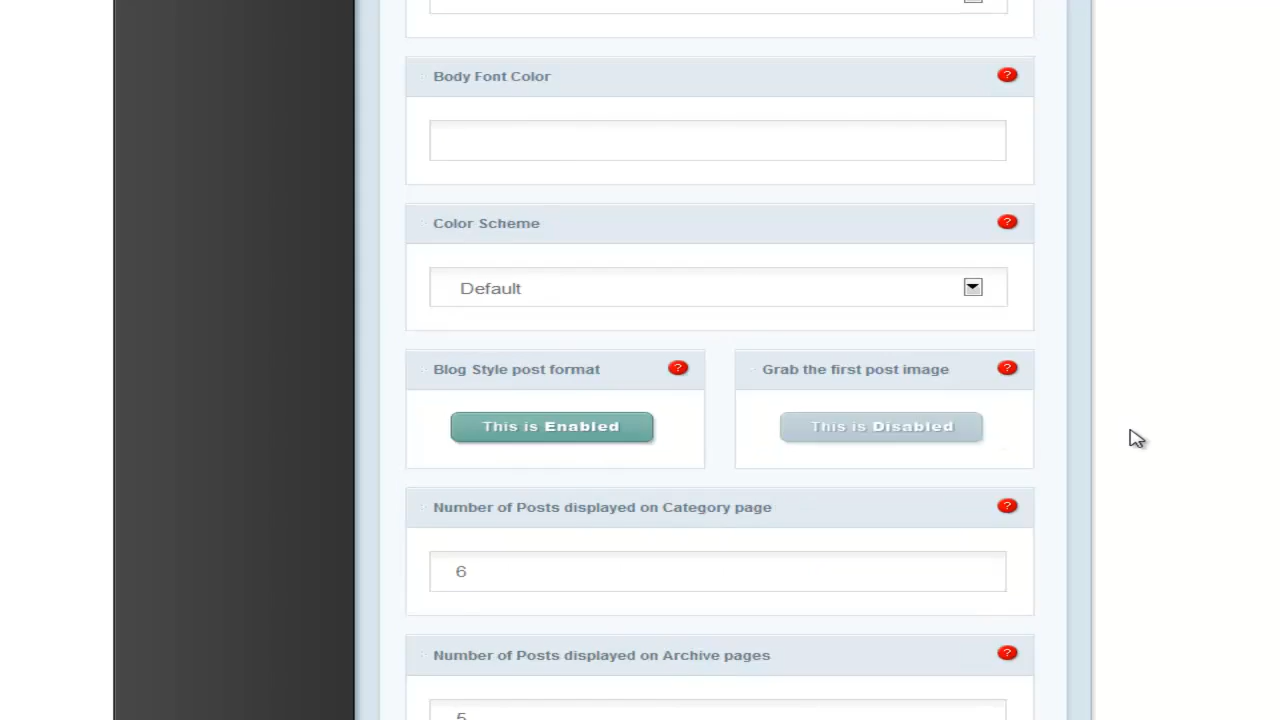 Body Font Color ?
Color Scheme ?
Default
Blog Style post format ?
Grab the first post image ?
This is Enabled
This is Disabled
Number of Posts displayed on Category page ?
6
Number of Posts displayed on Archive pages ?
5